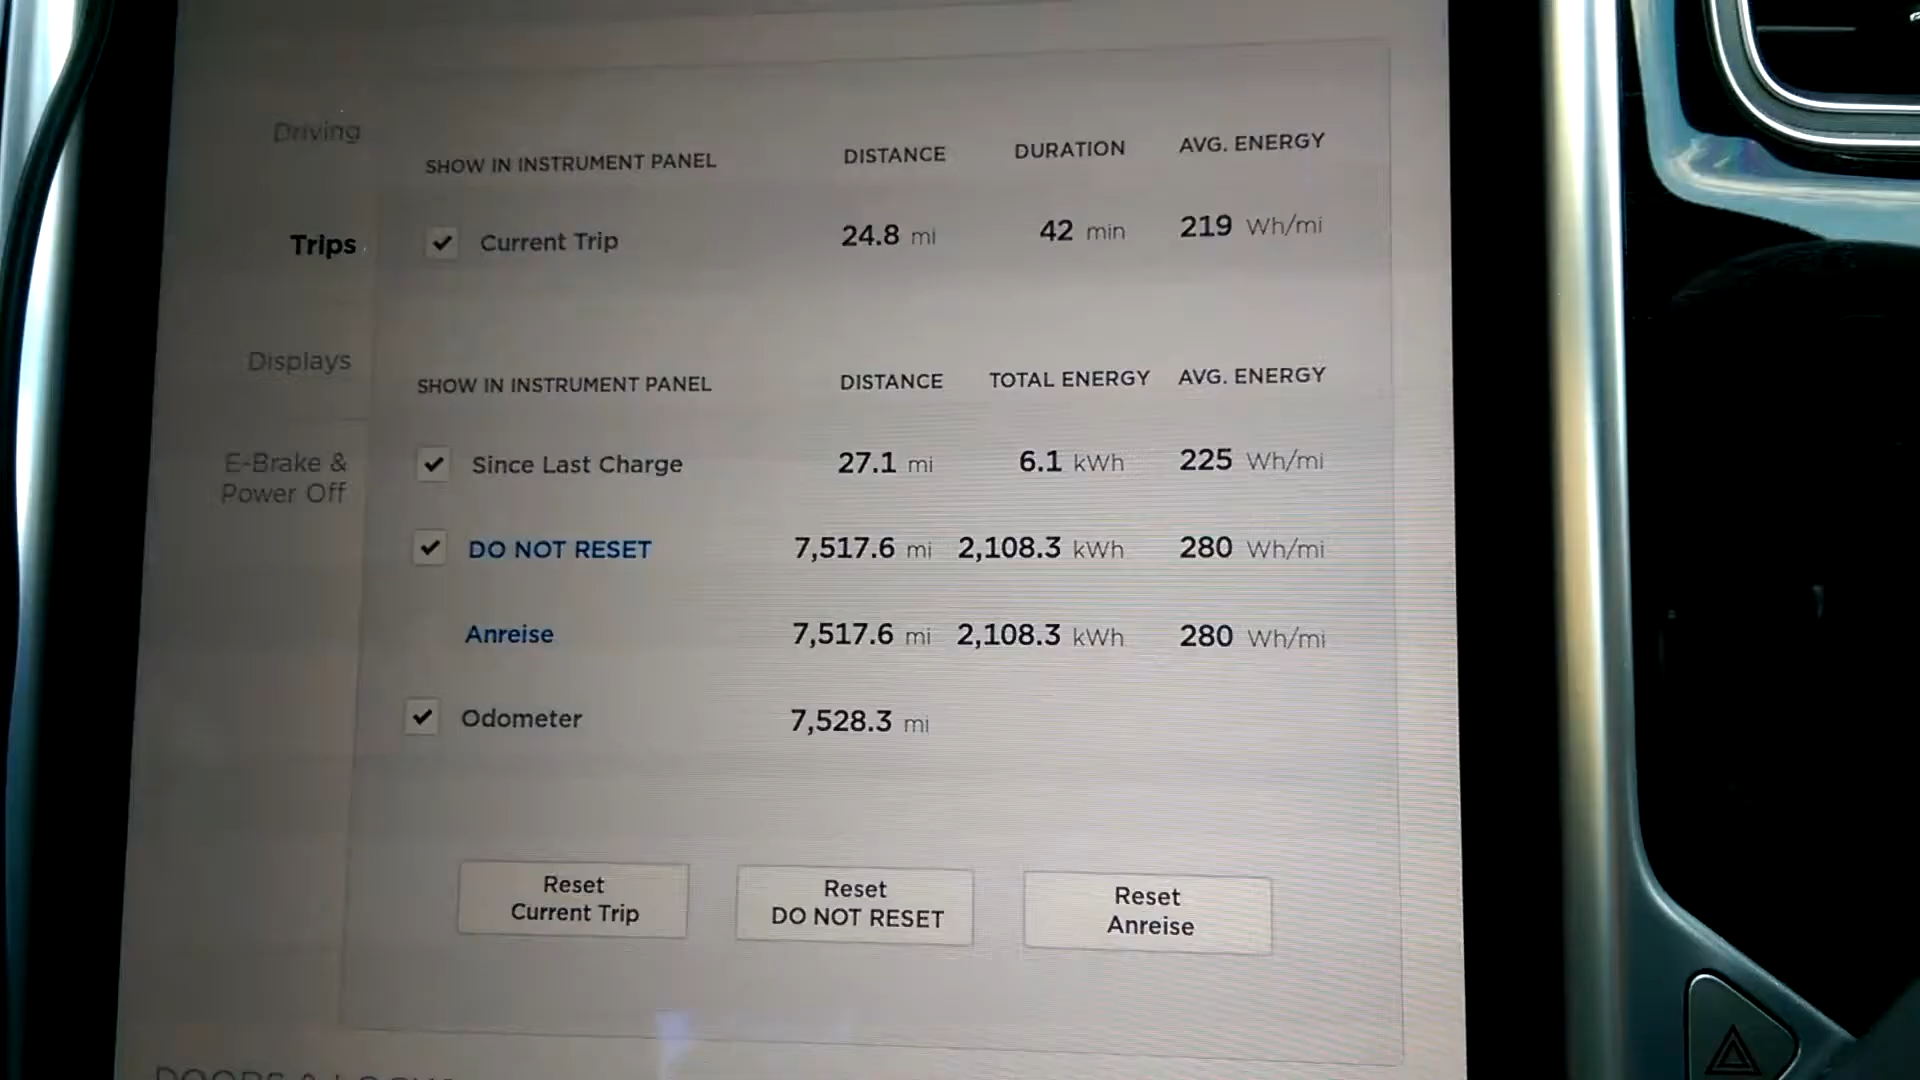 Driving
Trips
Displays
E-Brake &
Power Off
SHOW IN INSTRUMENT PANEL DISTANCE DURATION AVG. ENERGY
Current Trip 24.8 mi 42 min 219 Wh/mi
SHOW IN INSTRUMENT PANEL DISTANCE TOTAL ENERGY AVG. ENERGY
Since Last Charge 27.1 mi 6.1 kWh 225 Wh/mi
DO NOT RESET 7,517.6 mi 2,108.3 kWh 280 Wh/mi
Anreise 7,517.6 mi 2,108.3 kWh 280 Wh/mi
Odometer 7,528.3 mi
Reset
Current Trip
Reset
DO NOT RESET
Reset
Anreise
DOORS &